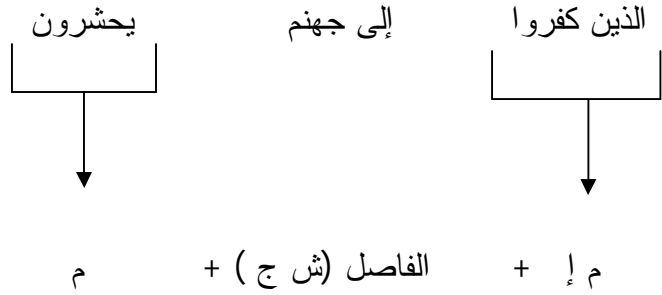 الذين كفروا إلى جهنم يحشرون
م إ + الفاصل (ش ج ) + م